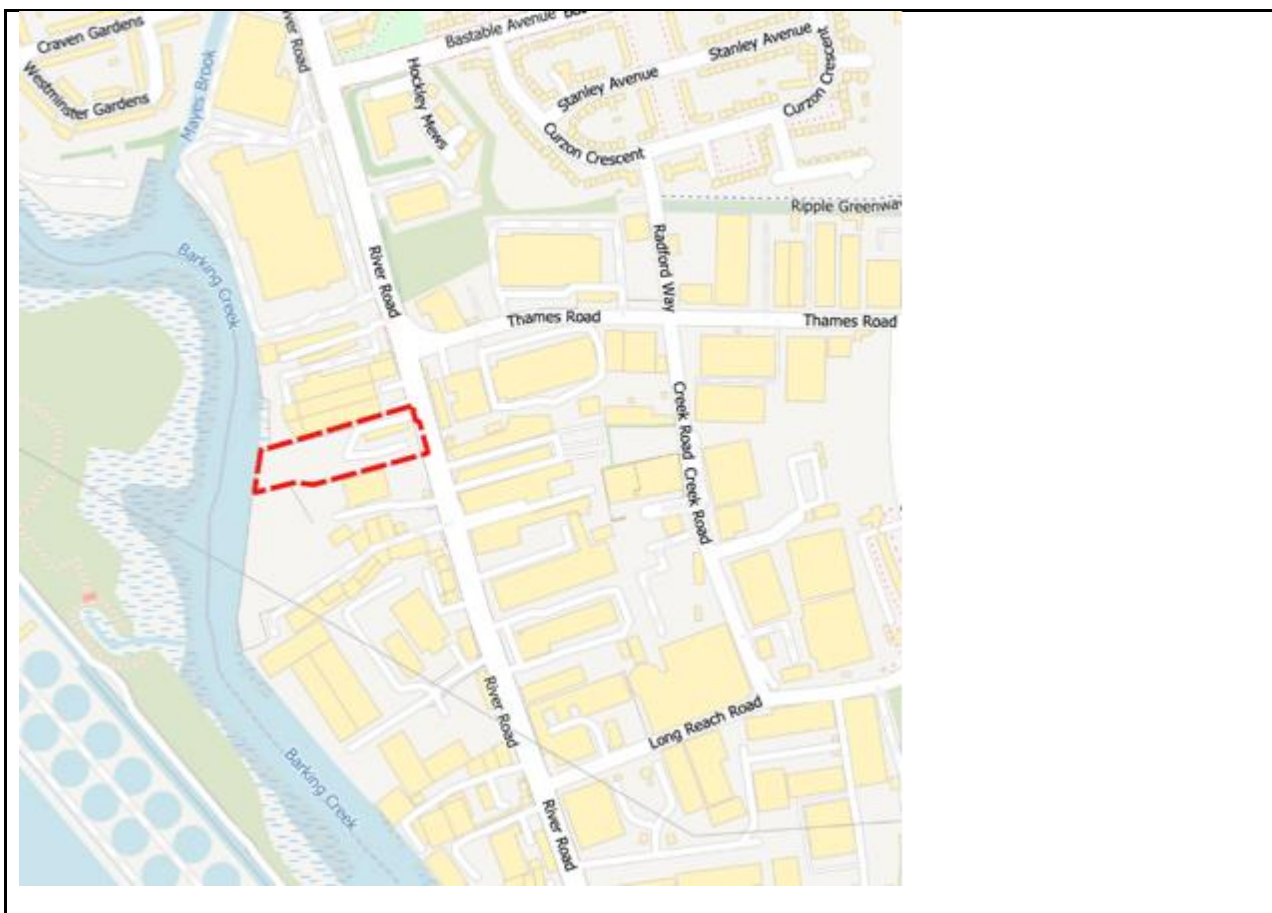 River Road
Bastable Avenue
Craven Gardens
Westminster Gardens
Mayes Brook
Hockley Mews
Stanley Avenue
Stanley Avenue
Curzon Crescent
Curzon Crescent
Ripple Greenway
Barking Creek
River Road
Radford Way
Thames Road
Thames Road
Creek Road
Creek Road
River Road
Long Reach Road
Barking Creek
River Road